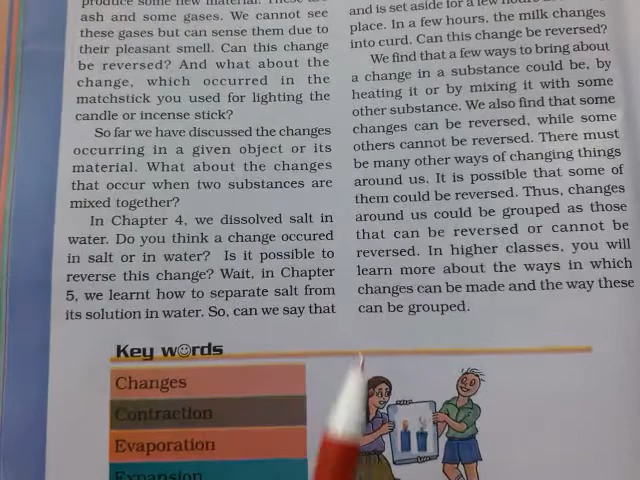 produce some new material. These are
ash and some gases. We cannot see
these gases but can sense them due to
their pleasant smell. Can this change
be reversed? And what about the
change, which occurred in the
matchstick you used for lighting the
candle or incense stick?
So far we have discussed the changes
occurring in a given object or its
material. What about the changes
that occur when two substances are
mixed together?
In Chapter 4, we dissolved salt in
water. Do you think a change occured
in salt or in water? Is it possible to
reverse this change? Wait, in Chapter
5, we learnt how to separate salt from
its solution in water. So, can we say that
and is set aside for a few hours
place. In a few hours, the milk changes
into curd. Can this change be reversed?
We find that a few ways to bring about
a change in a substance could be, by
heating it or by mixing it with some
other substance. We also find that some
changes can be reversed, while some
others cannot be reversed. There must
be many other ways of changing things
around us. It is possible that some of
them could be reversed. Thus, changes
around us could be grouped as those
that can be reversed or cannot be
reversed. In higher classes, you will
learn more about the ways in which
changes can be made and the way these
can be grouped.
Key words
Changes
Contraction
Evaporation
Expansion